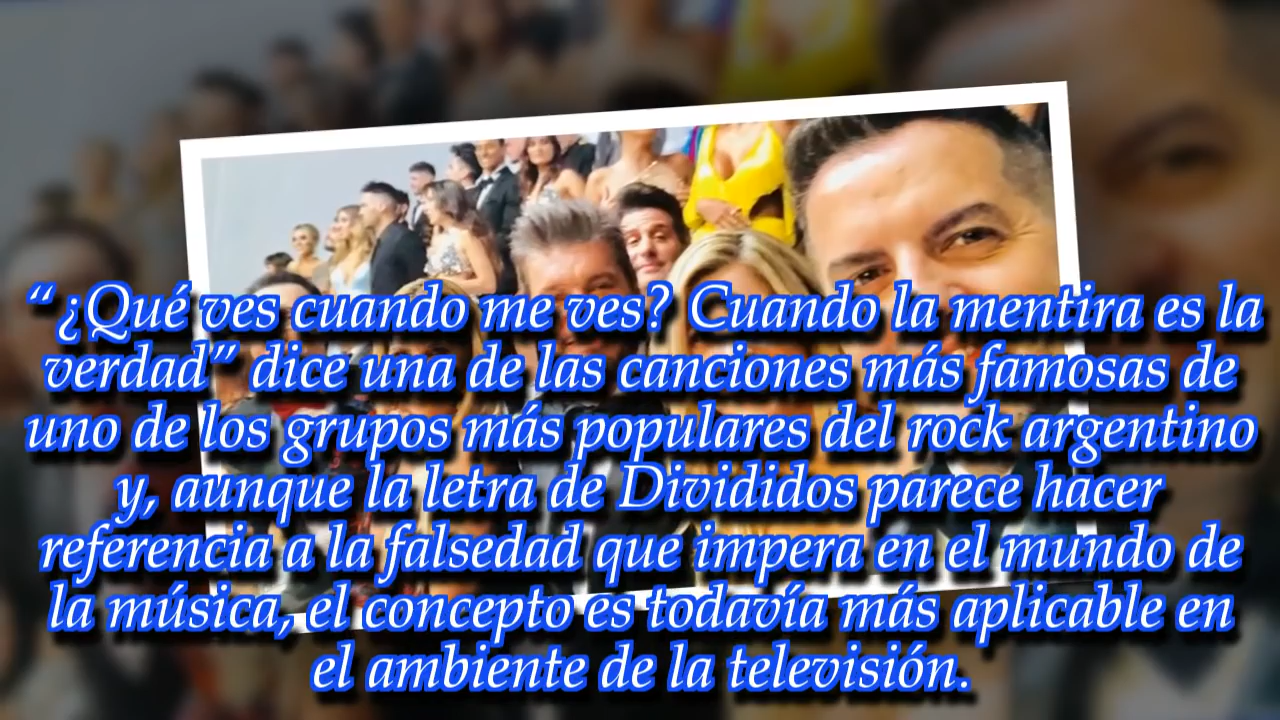 “¿Qué ves cuando me ves? Cuando la mentira es la
verdad” dice una de las canciones más famosas de
uno de los grupos más populares del rock argentino
y, aunque la letra de Divididos parece hacer
referencia a la falsedad que impera en el mundo de
la música, el concepto es todavía más aplicable en
el ambiente de la televisión.